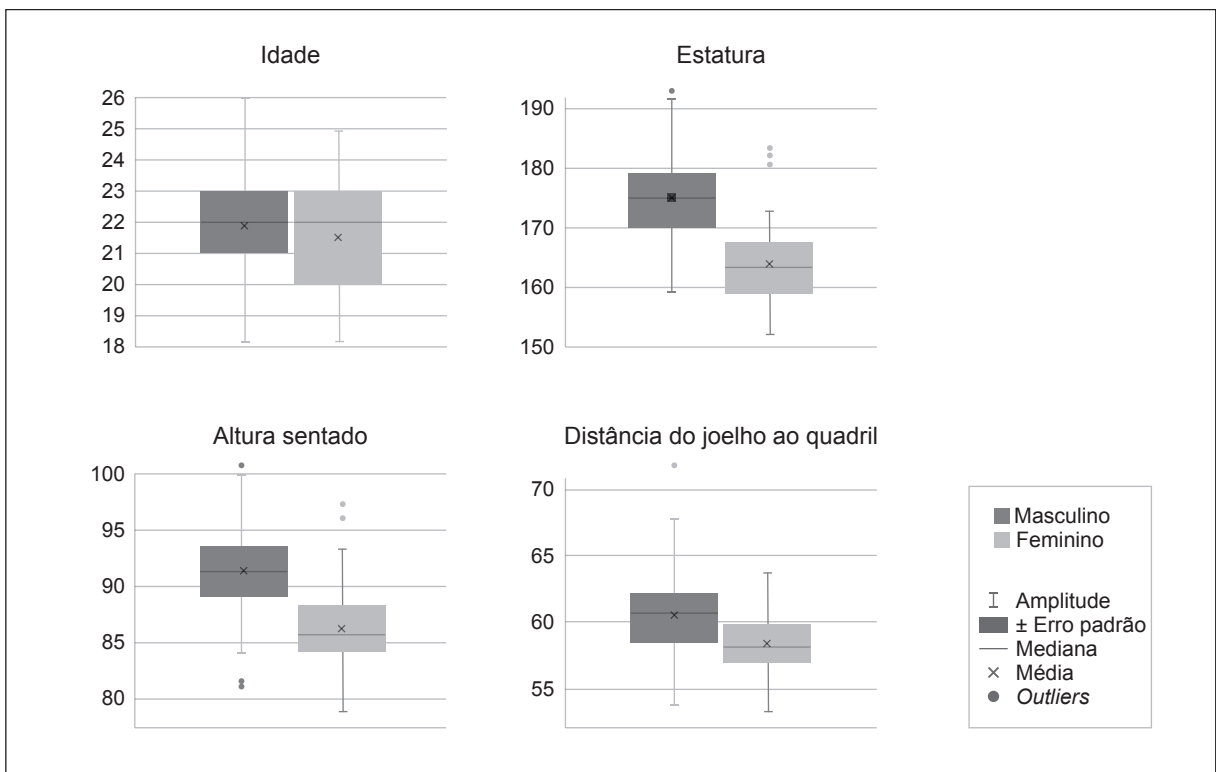 Idade
26
25
24
23
22
21
20
19
18
Estatura
190
180
170
160
150
Altura sentado
100
95
90
85
80
Distância do joelho ao quadril
70
65
60
55
Masculino
Feminino
Amplitude
± Erro padrão
Mediana
Média
Outliers